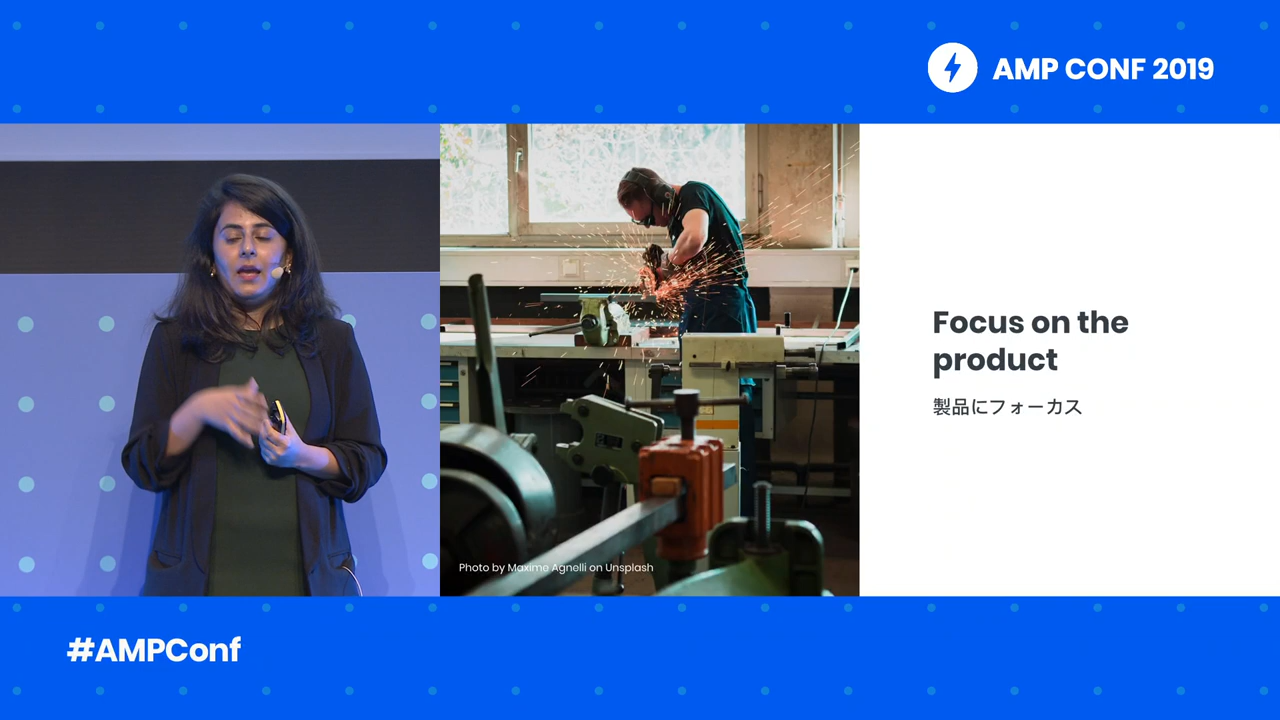 AMP CONF 2019
Focus on the
product
製品にフォーカス
Photo by Maxime Agnelli on Unsplash
#AMPConf